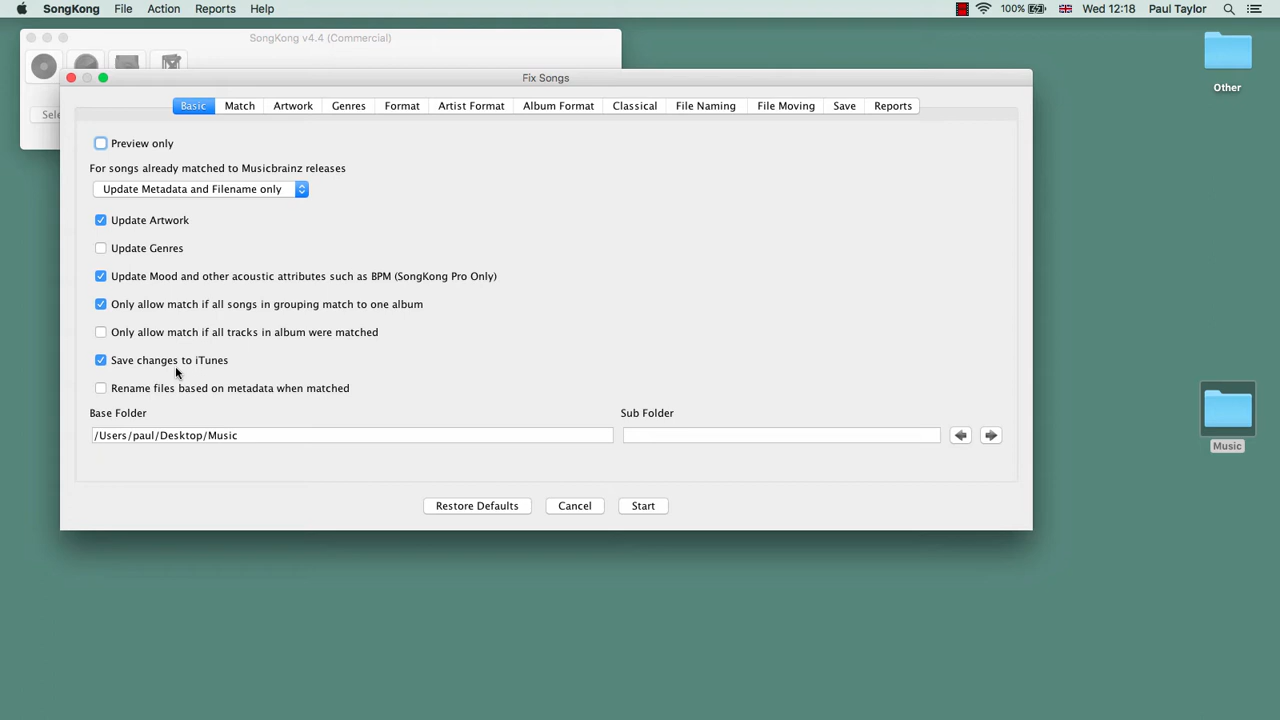 SongKong File Action Reports Help 100% Wed 12:18 Paul Taylor
SongKong v4.4 (Commercial)
Fix Songs
Basic Match Artwork Genres Format Artist Format Album Format Classical File Naming File Moving Save Reports
Preview only
For songs already matched to Musicbrainz releases
Update Metadata and Filename only
Update Artwork
Update Genres
Update Mood and other acoustic attributes such as BPM (SongKong Pro Only)
Only allow match if all songs in grouping match to one album
Only allow match if all tracks in album were matched
Save changes to iTunes
Rename files based on metadata when matched
Base Folder Sub Folder
/Users/paul/Desktop/Music
Restore Defaults Cancel Start
Other
Music